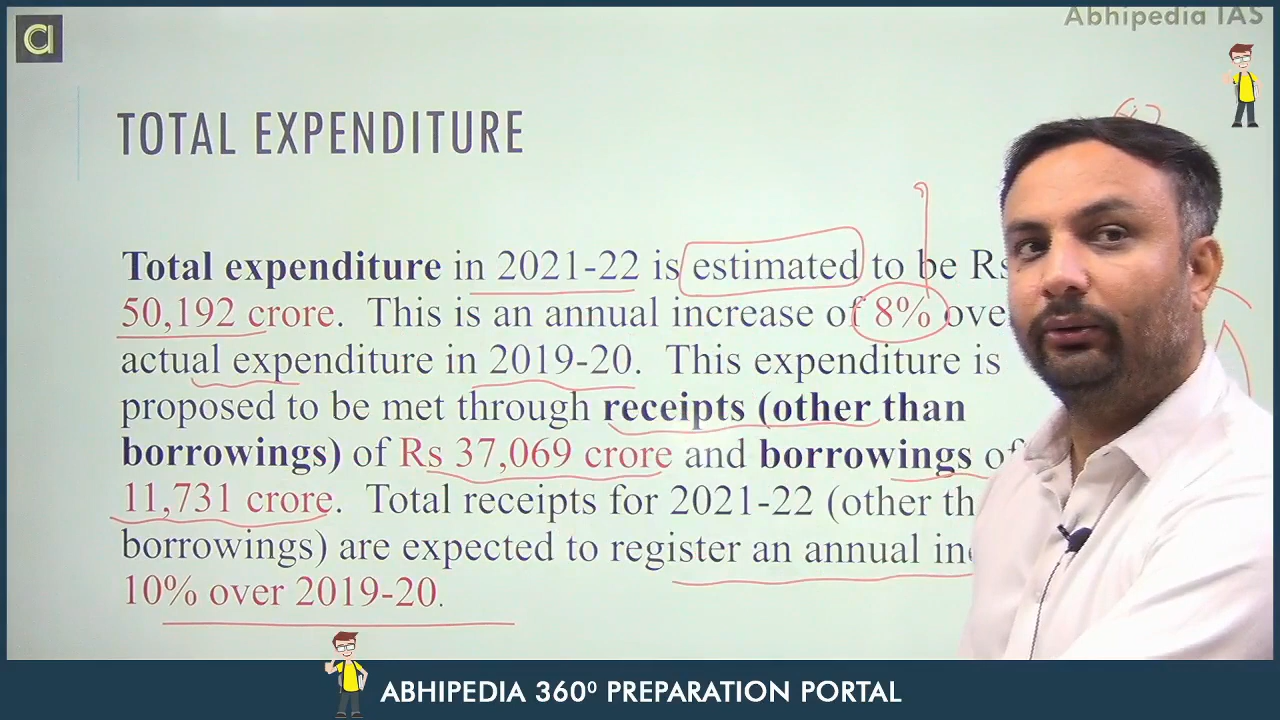 Abhipedia IAS
a
TOTAL EXPENDITURE
Total expenditure in 2021-22 is estimated to be Rs
50,192 crore. This is an annual increase of 8% ove
actual expenditure in 2019-20. This expenditure is
proposed to be met through receipts (other than
borrowings) of Rs 37,069 crore and borrowings of
11,731 crore. Total receipts for 2021-22 (other th
borrowings) are expected to register an annual in
10% over 2019-20.
ABHIPEDIA 360º PREPARATION PORTAL